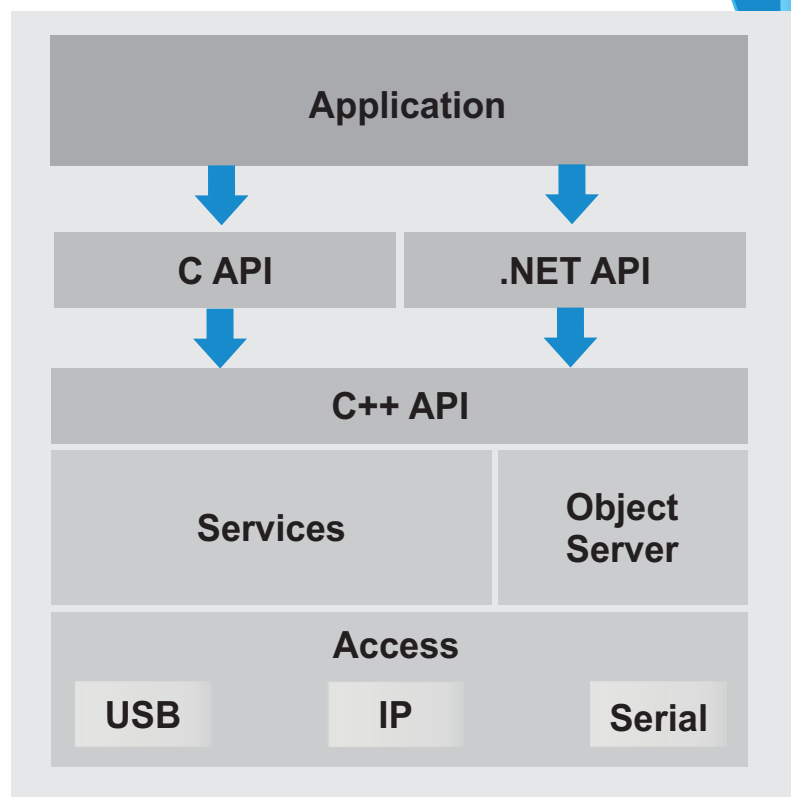 Application
C API
.NET API
C++ API
Services
Object
Server
Access
USB
IP
Serial